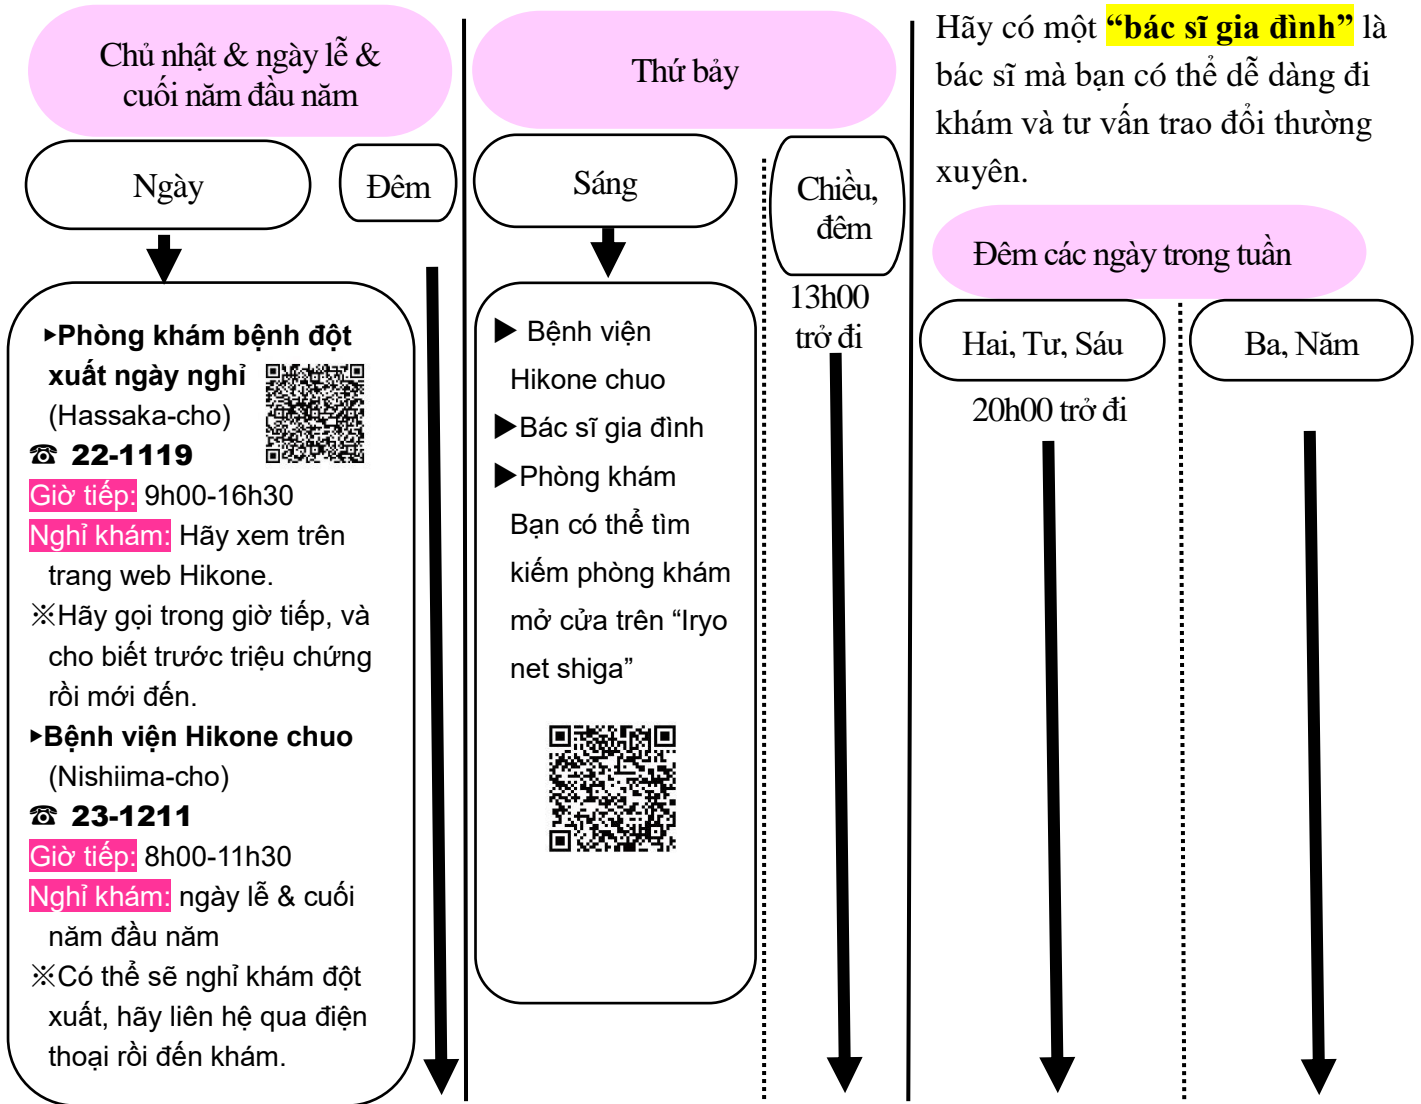 Chủ nhật & ngày lễ &
cuối năm đầu năm
Ngày
Đêm
▶Phòng khám bệnh đột
xuất ngày nghỉ
(Hassaka-cho)
☎ 22-1119
Giờ tiếp: 9h00-16h30
Nghỉ khám: Hãy xem trên
trang web Hikone.
※Hãy gọi trong giờ tiếp, và
cho biết trước triệu chứng
rồi mới đến.
▶Bệnh viện Hikone chuo
(Nishiima-cho)
☎ 23-1211
Giờ tiếp: 8h00-11h30
Nghỉ khám: ngày lễ & cuối
năm đầu năm
※Có thể sẽ nghỉ khám đột
xuất, hãy liên hệ qua điện
thoại rồi đến khám.
Thứ bảy
Sáng
▶ Bệnh viện
Hikone chuo
▶Bác sĩ gia đình
▶Phòng khám
Bạn có thể tìm
kiếm phòng khám
mở cửa trên “Iryo
net shiga”
Chiều,
đêm
13h00
trở đi
Hãy có một “bác sĩ gia đình” là
bác sĩ mà bạn có thể dễ dàng đi
khám và tư vấn trao đổi thường
xuyên.
Đêm các ngày trong tuần
Hai, Tư, Sáu
20h00 trở đi
Ba, Năm